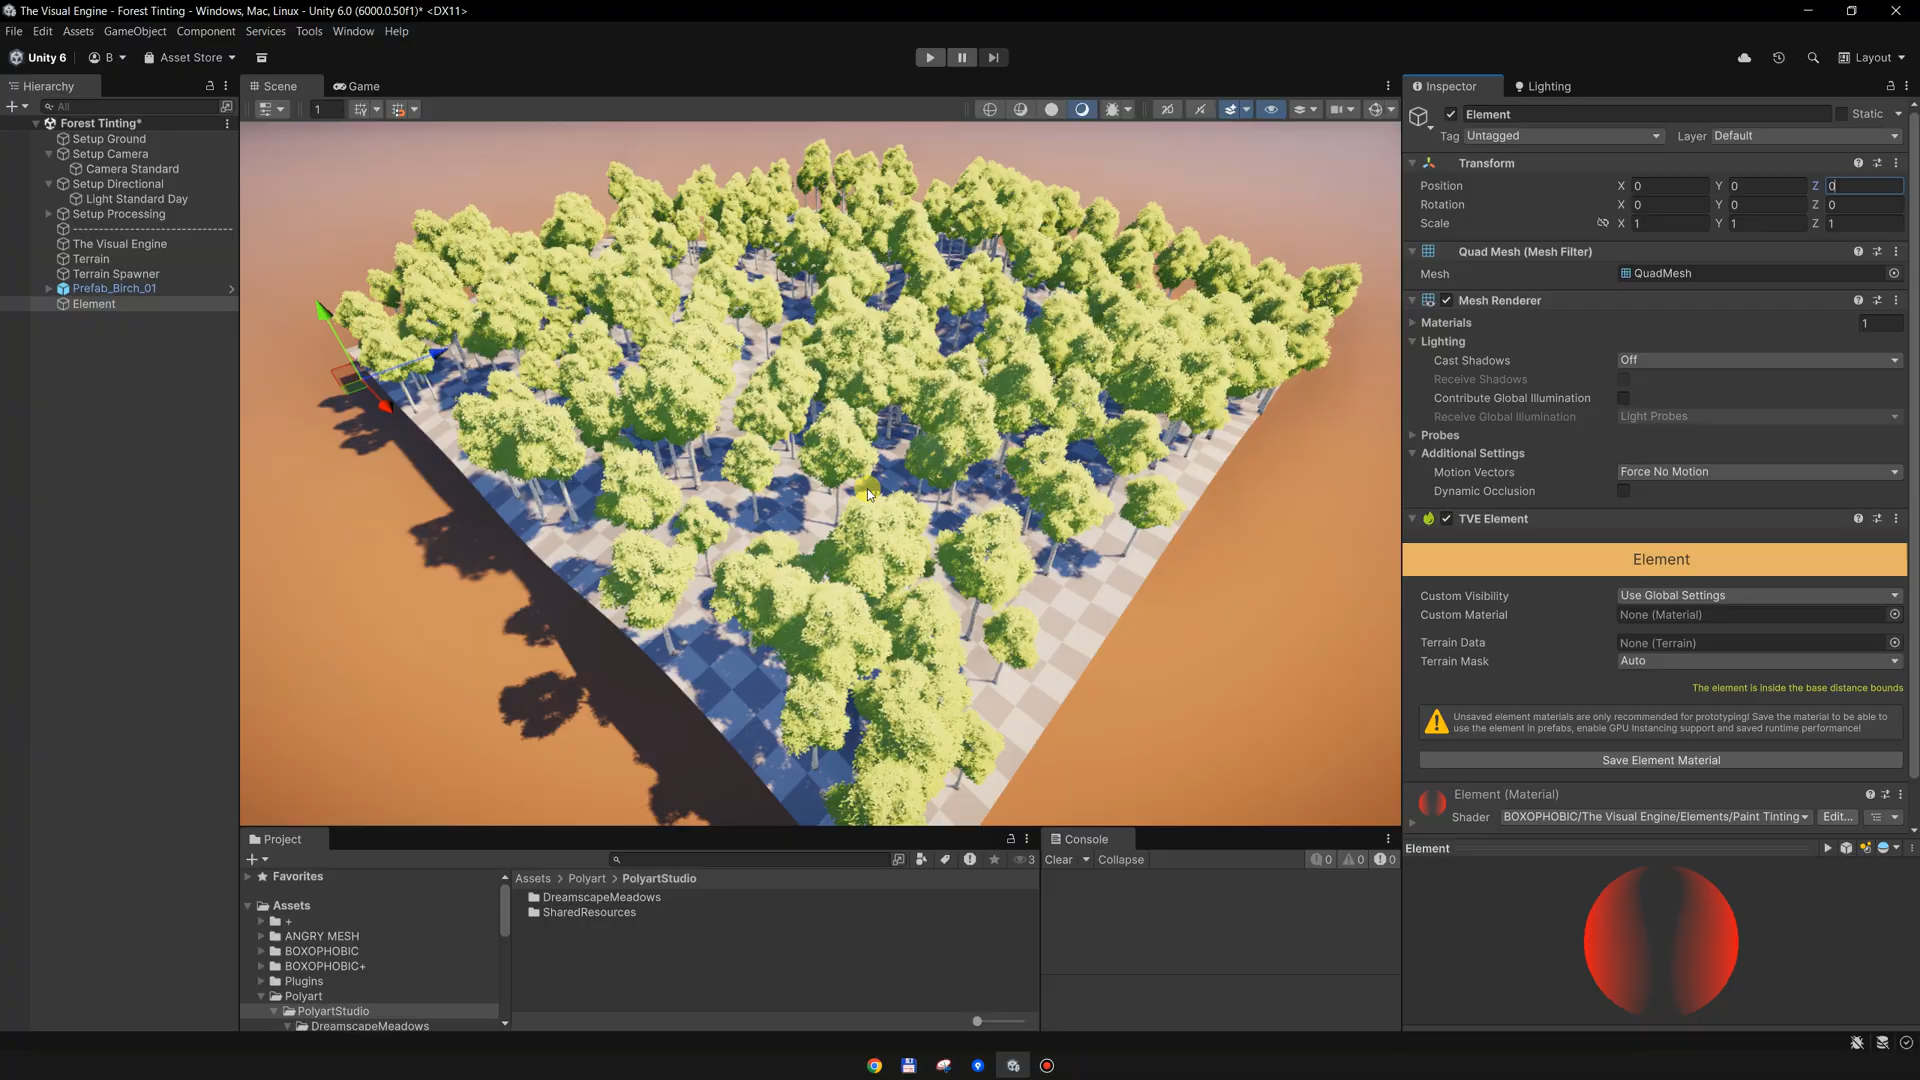 The Visual Engine - Forest Tinting - Windows, Mac, Linux - Unity 6.0 (6000.0.50f1)* <DX11>
File Edit Assets GameObject Component Services Tools Window Help
Unity 6 B Asset Store Layout
Hierarchy
All
Forest Tinting*
Setup Ground
Setup Camera
Camera Standard
Setup Directional
Light Standard Day
Setup Processing
--------------------------------
The Visual Engine
Terrain
Terrain Spawner
Prefab_Birch_01
Element
Scene Game
1
Inspector Lighting
Element Static
Tag Untagged Layer Default
Transform
Position X 0 Y 0 Z 0
Rotation X 0 Y 0 Z 0
Scale X 1 Y 1 Z 1
Quad Mesh (Mesh Filter)
Mesh QuadMesh
Mesh Renderer
Materials 1
Lighting
Cast Shadows Off
Receive Shadows
Contribute Global Illumination
Receive Global Illumination Light Probes
Probes
Additional Settings
Motion Vectors Force No Motion
Dynamic Occlusion
TVE Element
Element
Custom Visibility Use Global Settings
Custom Material None (Material)
Terrain Data None (Terrain)
Terrain Mask Auto
The element is inside the base distance bounds
Unsaved element materials are only recommended for prototyping! Save the material to be able to
use the element in prefabs, enable GPU Instancing support and saved runtime performance!
Save Element Material
Element (Material)
Shader BOXOPHOBIC/The Visual Engine/Elements/Paint Tinting Edit...
Element
Project
3
Favorites
Assets
+
ANGRY MESH
BOXOPHOBIC
BOXOPHOBIC+
Plugins
Polyart
PolyartStudio
DreamscapeMeadows
Assets > Polyart > PolyartStudio
DreamscapeMeadows
SharedResources
Console
Clear Collapse 0 0 0